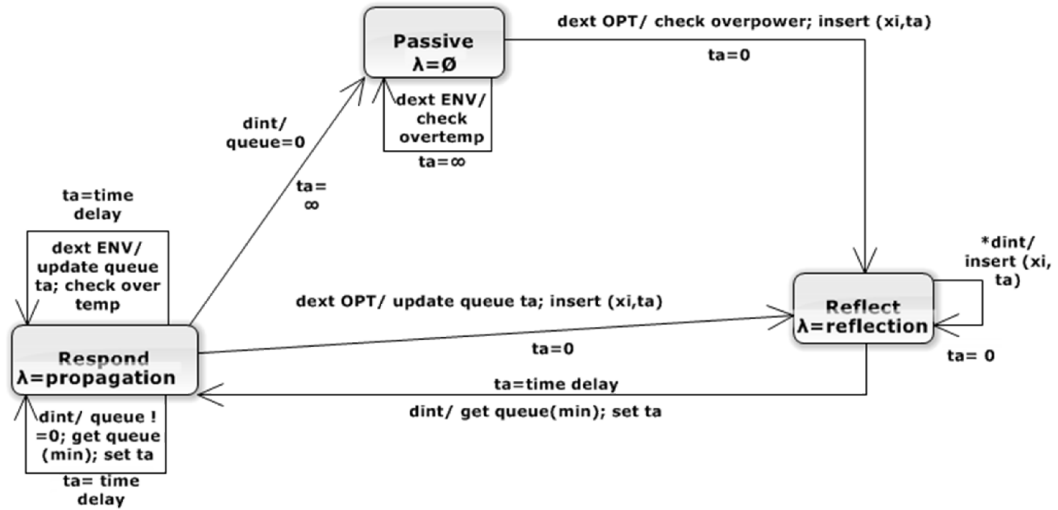 dext OPT/ check overpower; insert (xi,ta)
ta=0
Passive
λ=Ø
dext ENV/
check
overtemp
ta=∞
dint/
queue=0
ta=
∞
ta=time
delay
dext ENV/
update queue
ta; check over
temp
*dint/
insert (xi,
ta)
dext OPT/ update queue ta; insert (xi,ta)
ta=0
Reflect
λ=reflection
ta= 0
Respond
λ=propagation
ta=time delay
dint/ get queue(min); set ta
dint/ queue !
=0; get queue
(min); set ta
ta= time
delay